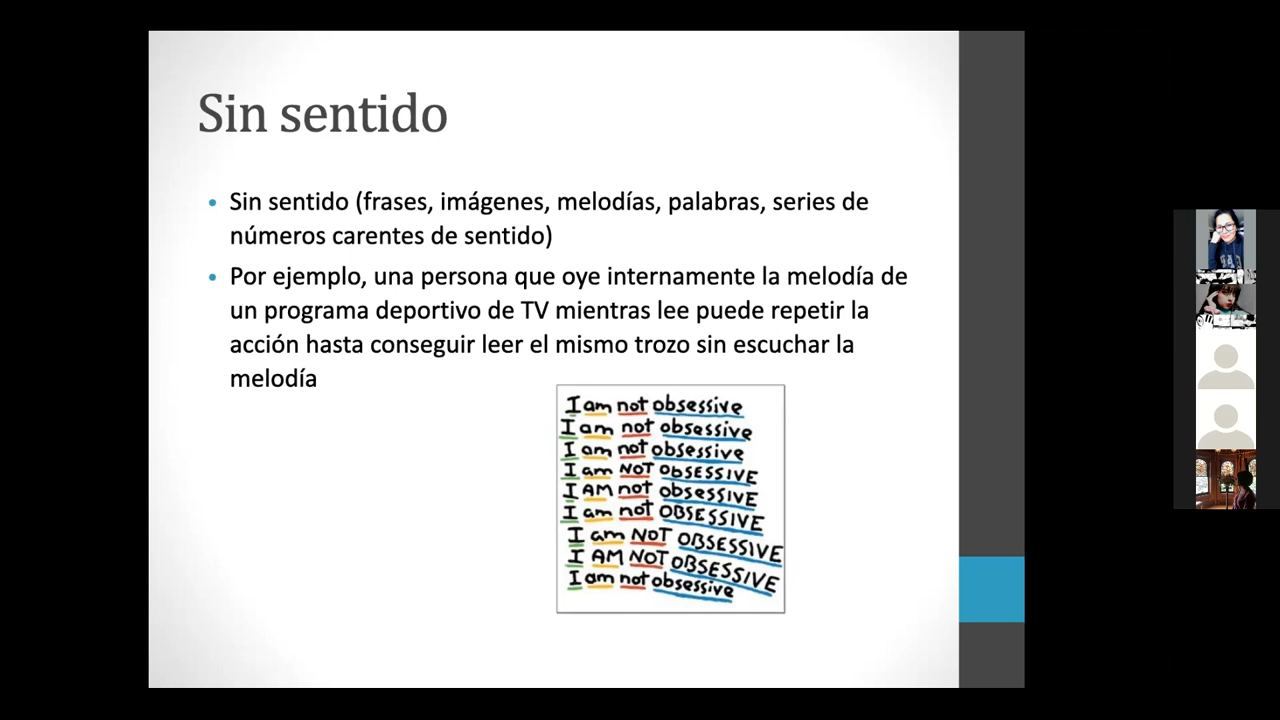 Sin sentido
• Sin sentido (frases, imágenes, melodías, palabras, series de
números carentes de sentido)
• Por ejemplo, una persona que oye internamente la melodía de
un programa deportivo de TV mientras lee puede repetir la
acción hasta conseguir leer el mismo trozo sin escuchar la
melodía
I am not obsessive
I am not obsessive
I am not obsessive
I am NOT OBSESSIVE
I AM not obsessive
I am not OBSESSIVE
I am NOT OBSESSIVE
I AM NOT OBSESSIVE
I am not obsessive